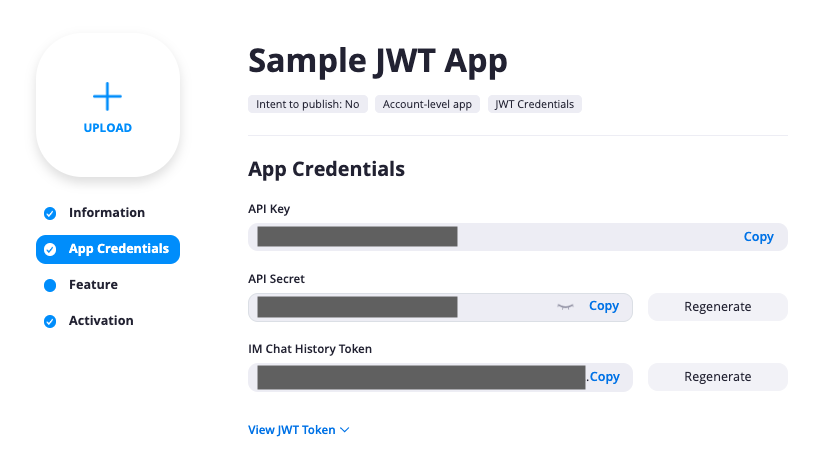 Sample JWT App
Intent to publish: No Account-level app JWT Credentials
UPLOAD
Information
App Credentials
Feature
Activation
App Credentials
API Key
Copy
API Secret
Copy Regenerate
IM Chat History Token
.Copy Regenerate
View JWT Token